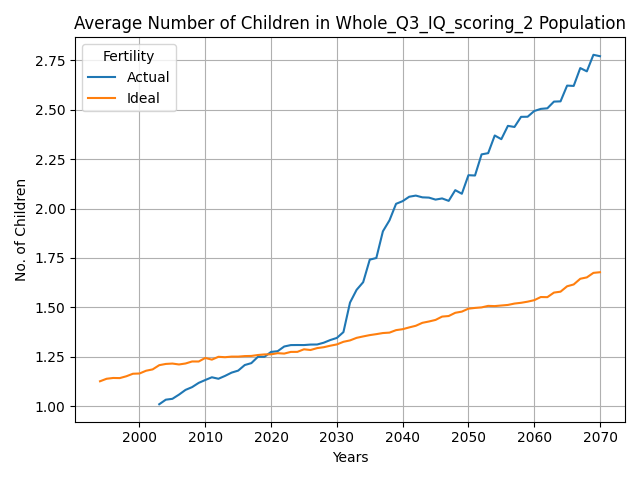 Average Number of Children in Whole_Q3_IQ_scoring_2 Population
Fertility
Actual
Ideal
2.75
2.50
2.25
2.00
1.75
1.50
1.25
1.00
No. of Children
2000 2010 2020 2030 2040 2050 2060 2070
Years